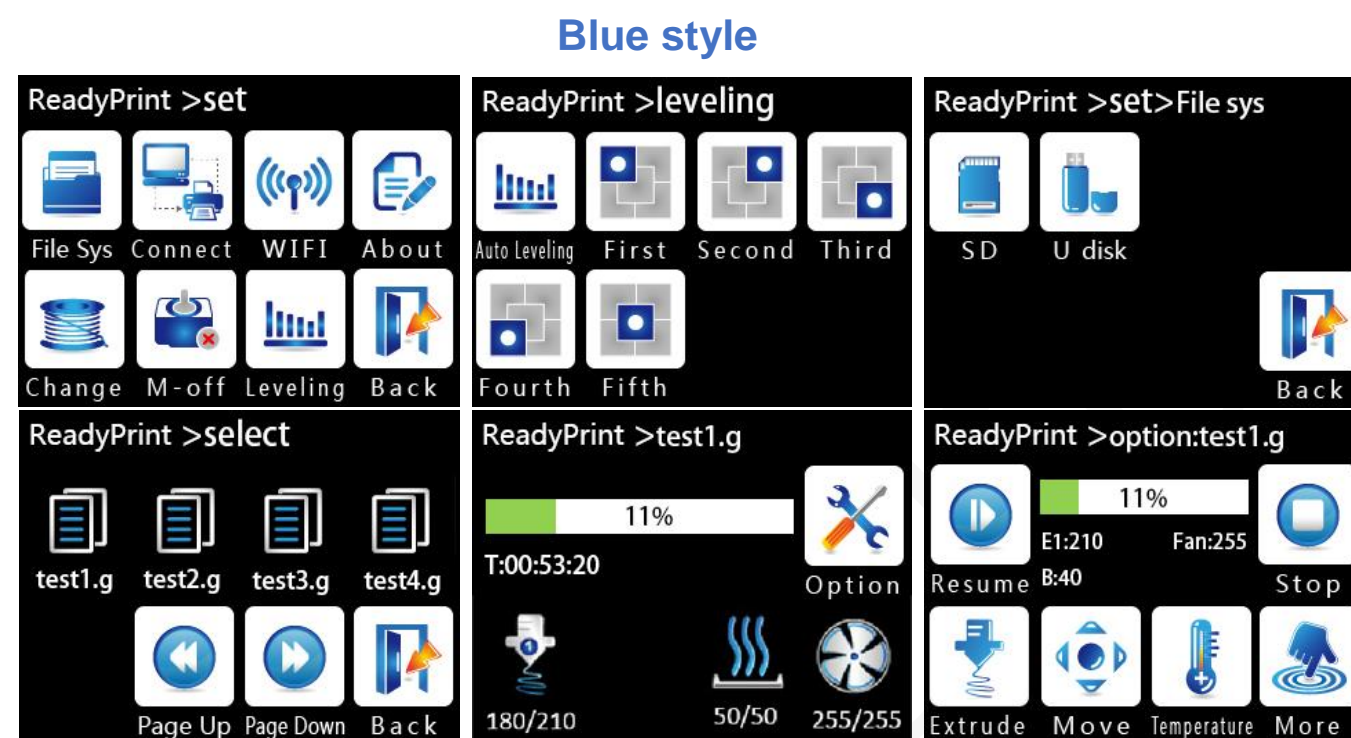 Blue style
ReadyPrint >set
File Sys Connect WIFI About
Change M-off Leveling Back
ReadyPrint >leveling
Auto Leveling First Second Third
Fourth Fifth
ReadyPrint >set>File sys
SD U disk
Back
ReadyPrint >select
test1.g test2.g test3.g test4.g
Page Up Page Down Back
ReadyPrint >test1.g
11%
T:00:53:20
Option
1
180/210 50/50 255/255
ReadyPrint >option:test1.g
11%
E1:210 Fan:255
Resume B:40 Stop
Extrude Move Temperature More